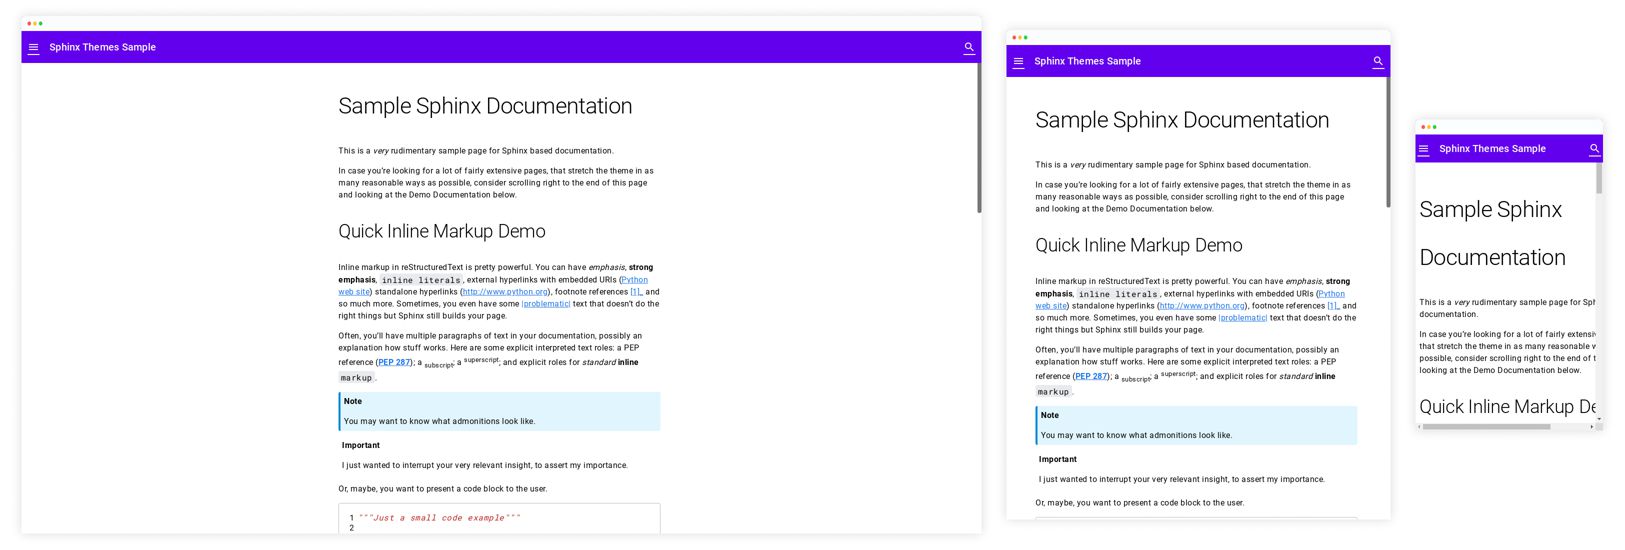 Sphinx Themes Sample
Sample Sphinx Documentation
This is a very rudimentary sample page for Sphinx based documentation.
In case you're looking for a lot of fairly extensive pages, that stretch the theme in as
many reasonable ways as possible, consider scrolling right to the end of this page
and looking at the Demo Documentation below.
Quick Inline Markup Demo
Inline markup in reStructuredText is pretty powerful. You can have emphasis, strong
emphasis, inline literals, external hyperlinks with embedded URIs (Python
web site) standalone hyperlinks (http://www.python.org), footnote references [1]_ and
so much more. Sometimes, you even have some |problematic| text that doesn't do the
right things but Sphinx still builds your page.
Often, you'll have multiple paragraphs of text in your documentation, possibly an
explanation how stuff works. Here are some explicit interpreted text roles: a PEP
reference (PEP 287); a subscript; a superscript; and explicit roles for standard inline
markup.
Note
You may want to know what admonitions look like.
Important
I just wanted to interrupt your very relevant insight, to assert my importance.
Or, maybe, you want to present a code block to the user.
1 """Just a small code example"""
2
Sphinx Themes Sample
Sample Sphinx Documentation
This is a very rudimentary sample page for Sphinx based documentation.
In case you're looking for a lot of fairly extensive pages, that stretch the theme in as
many reasonable ways as possible, consider scrolling right to the end of this page
and looking at the Demo Documentation below.
Quick Inline Markup Demo
Inline markup in reStructuredText is pretty powerful. You can have emphasis, strong
emphasis, inline literals, external hyperlinks with embedded URIs (Python
web site) standalone hyperlinks (http://www.python.org), footnote references [1]_ and
so much more. Sometimes, you even have some |problematic| text that doesn't do the
right things but Sphinx still builds your page.
Often, you'll have multiple paragraphs of text in your documentation, possibly an
explanation how stuff works. Here are some explicit interpreted text roles: a PEP
reference (PEP 287); a subscript; a superscript; and explicit roles for standard inline
markup.
Note
You may want to know what admonitions look like.
Important
I just wanted to interrupt your very relevant insight, to assert my importance.
Or, maybe, you want to present a code block to the user.
Sphinx Themes Sample
Sample Sphinx
Documentation
This is a very rudimentary sample page for Sph
documentation.
In case you're looking for a lot of fairly extensiv
that stretch the theme in as many reasonable w
possible, consider scrolling right to the end of t
looking at the Demo Documentation below.
Quick Inline Markup De